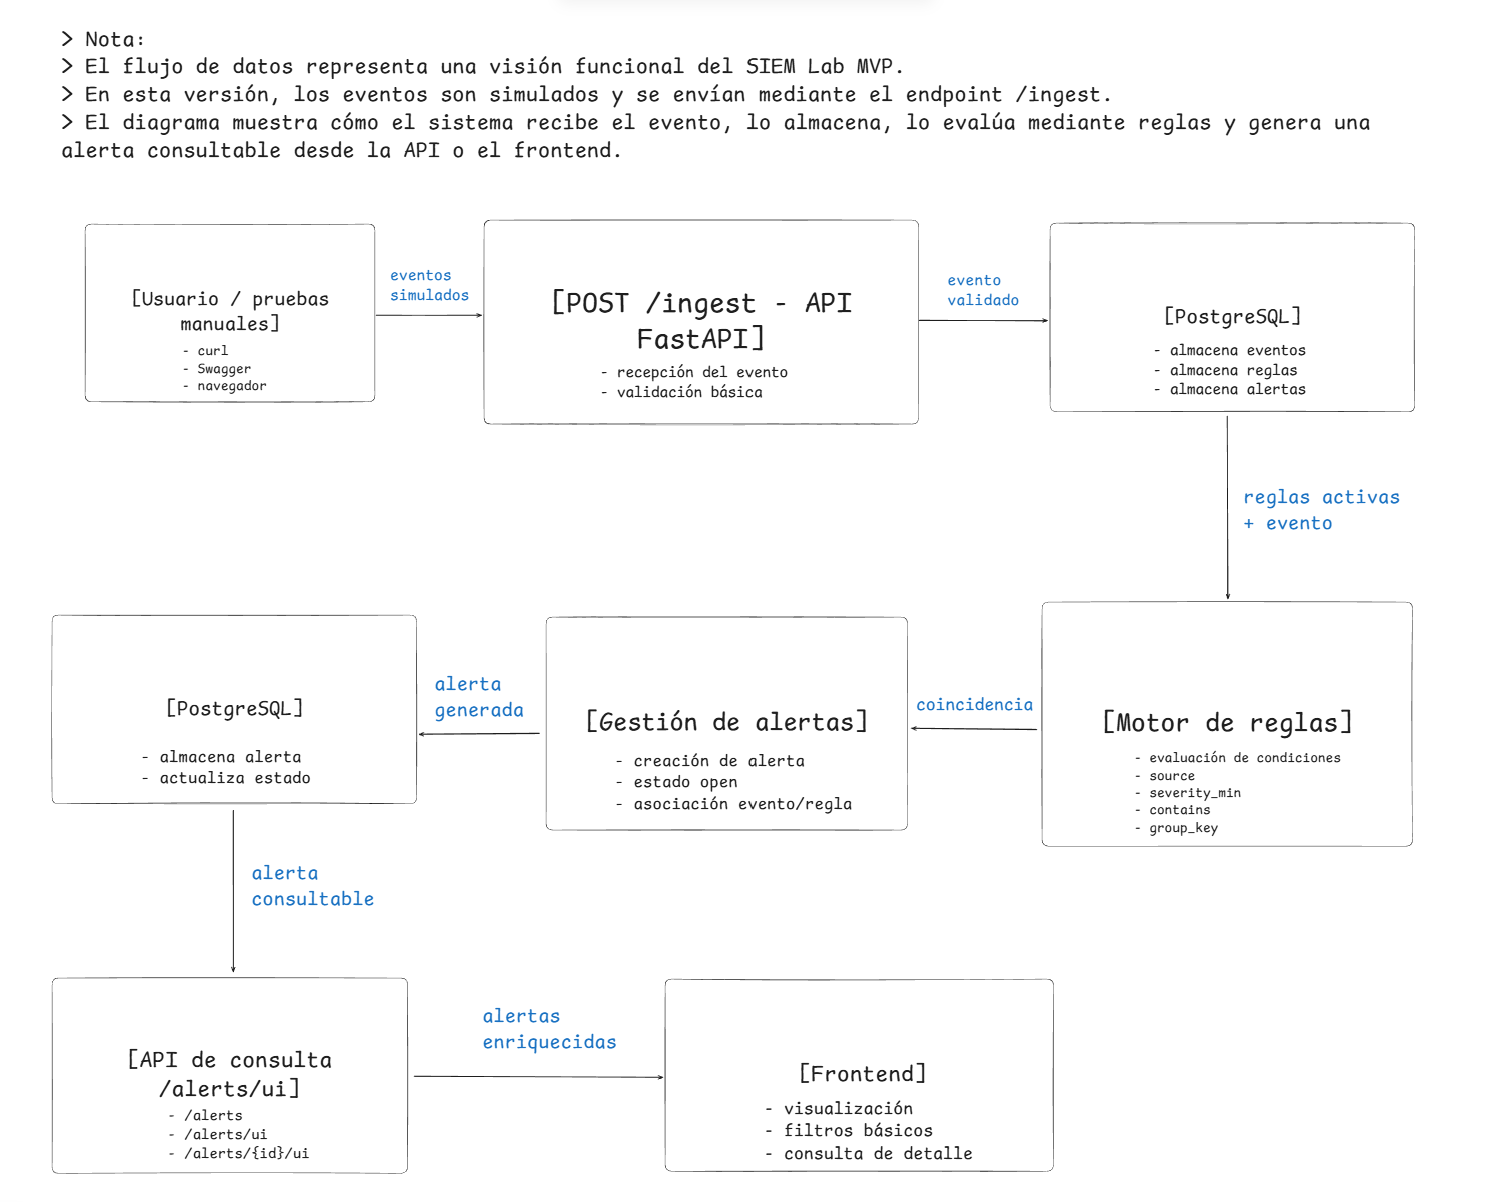 > Nota:
> El flujo de datos representa una visión funcional del SIEM Lab MVP.
> En esta versión, los eventos son simulados y se envían mediante el endpoint /ingest.
> El diagrama muestra cómo el sistema recibe el evento, lo almacena, lo evalúa mediante reglas y genera una
alerta consultable desde la API o el frontend.
[Usuario / pruebas
manuales]
- curl
- Swagger
- navegador
eventos
simulados
[POST /ingest - API
FastAPI]
- recepción del evento
- validación básica
evento
validado
[PostgreSQL]
- almacena eventos
- almacena reglas
- almacena alertas
reglas activas
+ evento
[Motor de reglas]
- evaluación de condiciones
- source
- severity_min
- contains
- group_key
coincidencia
[Gestión de alertas]
- creación de alerta
- estado open
- asociación evento/regla
alerta
generada
[PostgreSQL]
- almacena alerta
- actualiza estado
alerta
consultable
[API de consulta
/alerts/ui]
- /alerts
- /alerts/ui
- /alerts/{id}/ui
alertas
enriquecidas
[Frontend]
- visualización
- filtros básicos
- consulta de detalle